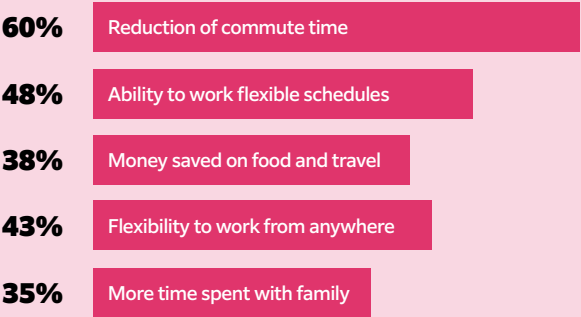 60% Reduction of commute time
48% Ability to work flexible schedules
38% Money saved on food and travel
43% Flexibility to work from anywhere
35% More time spent with family